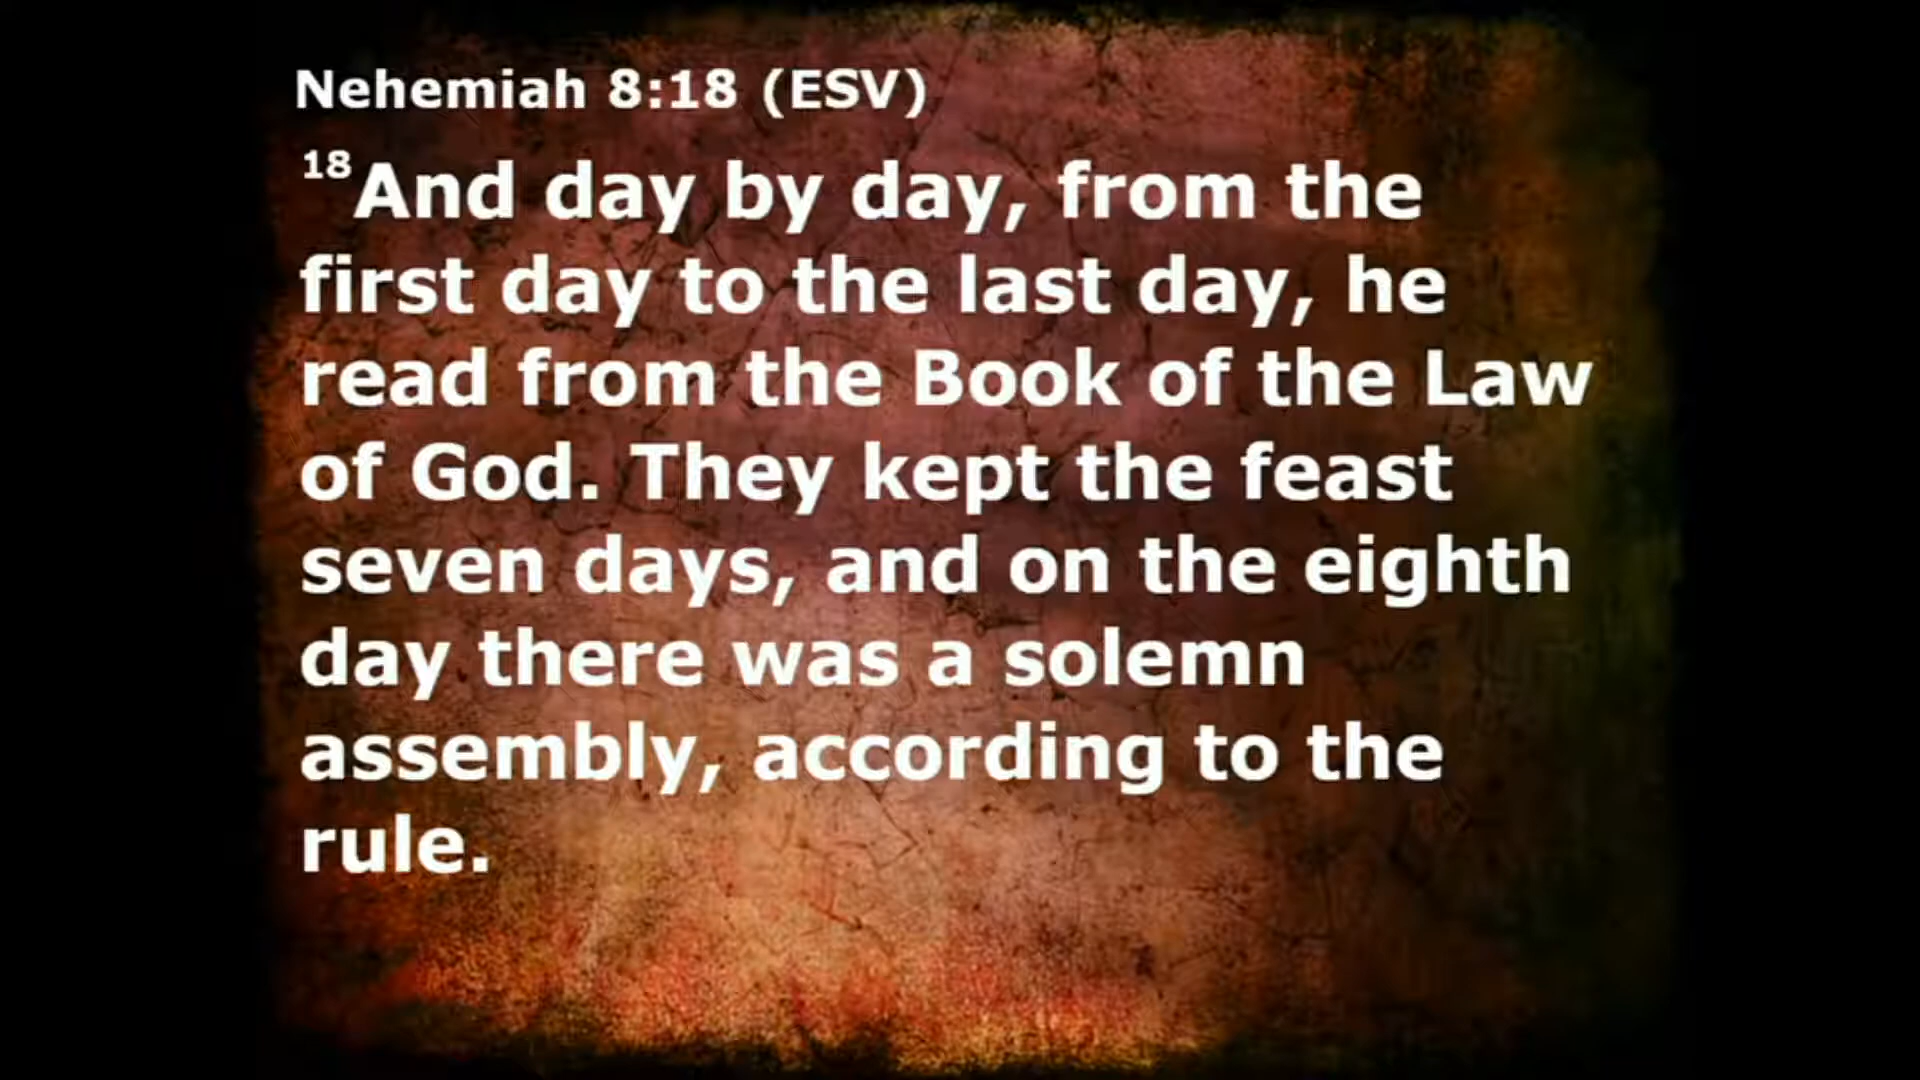 Nehemiah 8:18 (ESV)
18And day by day, from the
first day to the last day, he
read from the Book of the Law
of God. They kept the feast
seven days, and on the eighth
day there was a solemn
assembly, according to the
rule.